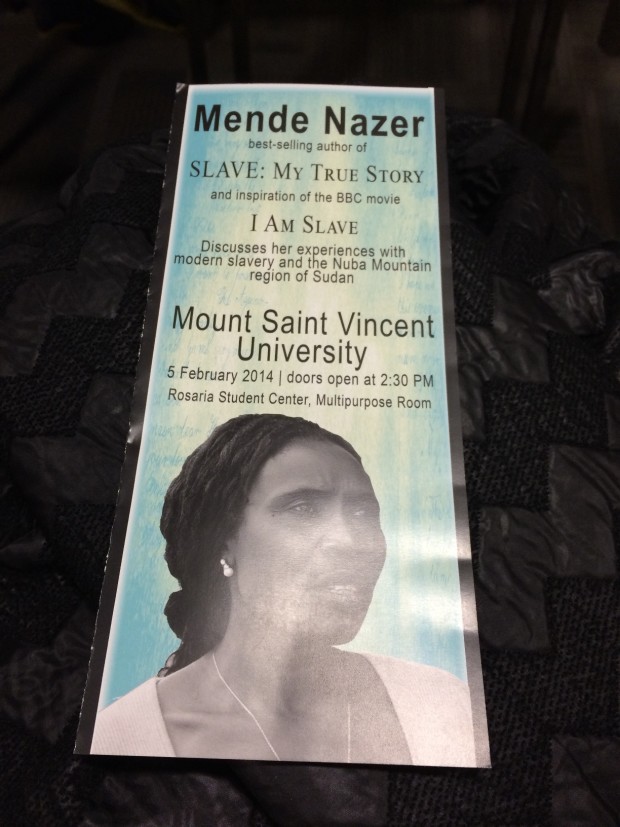 Mende Nazer
best-selling author of
SLAVE: MY TRUE STORY
and inspiration of the BBC movie
I AM SLAVE
Discusses her experiences with
modern slavery and the Nuba Mountain
region of Sudan
Mount Saint Vincent
University
5 February 2014 | doors open at 2:30 PM
Rosaria Student Center, Multipurpose Room